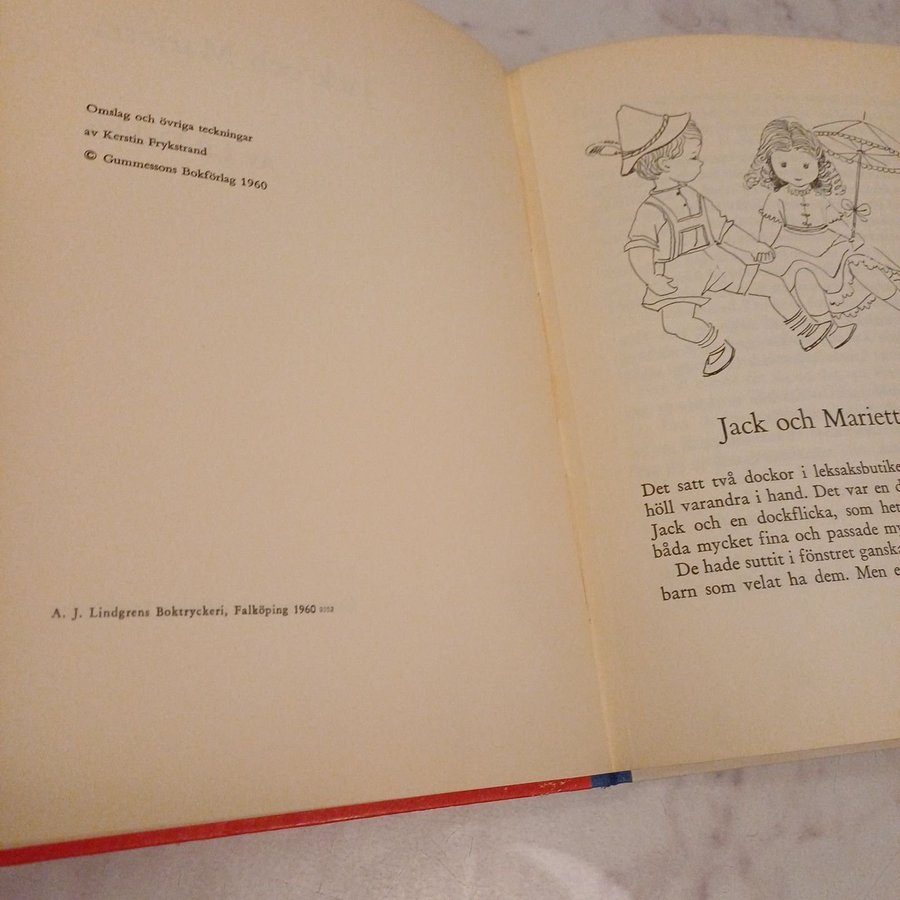 Omslag och övriga teckningar
av Kerstin Frykstrand
© Gummessons Bokförlag 1960
A. J. Lindgrens Boktryckeri, Falköping 1960
Jack och Mariett
Det satt två dockor i leksaksbutike
höll varandra i hand. Det var en d
Jack och en dockflicka, som het
båda mycket fina och passade my
De hade suttit i fönstret ganska
barn som velat ha dem. Men e